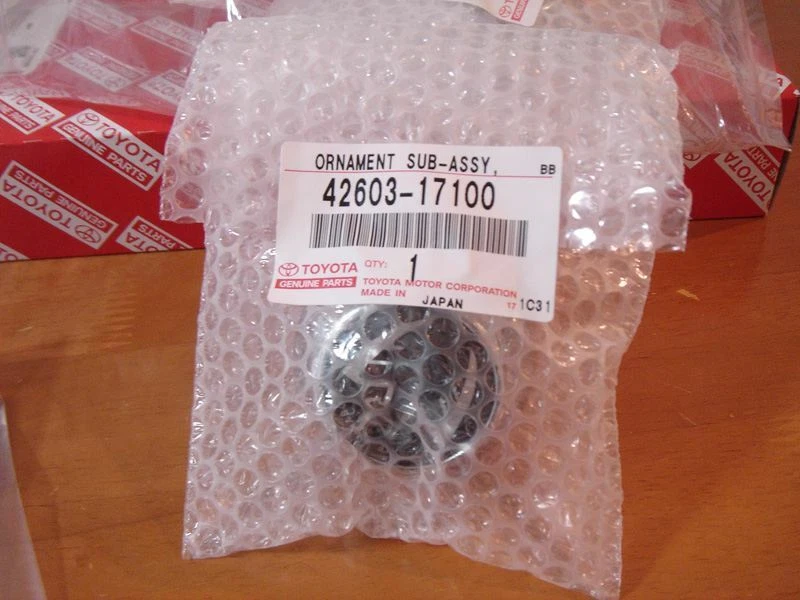 ORNAMENT SUB-ASSY, BB
42603-17100
TOYOTA QTY: 1
GENUINE PARTS TOYOTA MOTOR CORPORATION
MADE IN JAPAN 17 1C31
TOYOTA
GENUINE PARTS
TOYOTA
GENUINE PARTS
TOYOTA